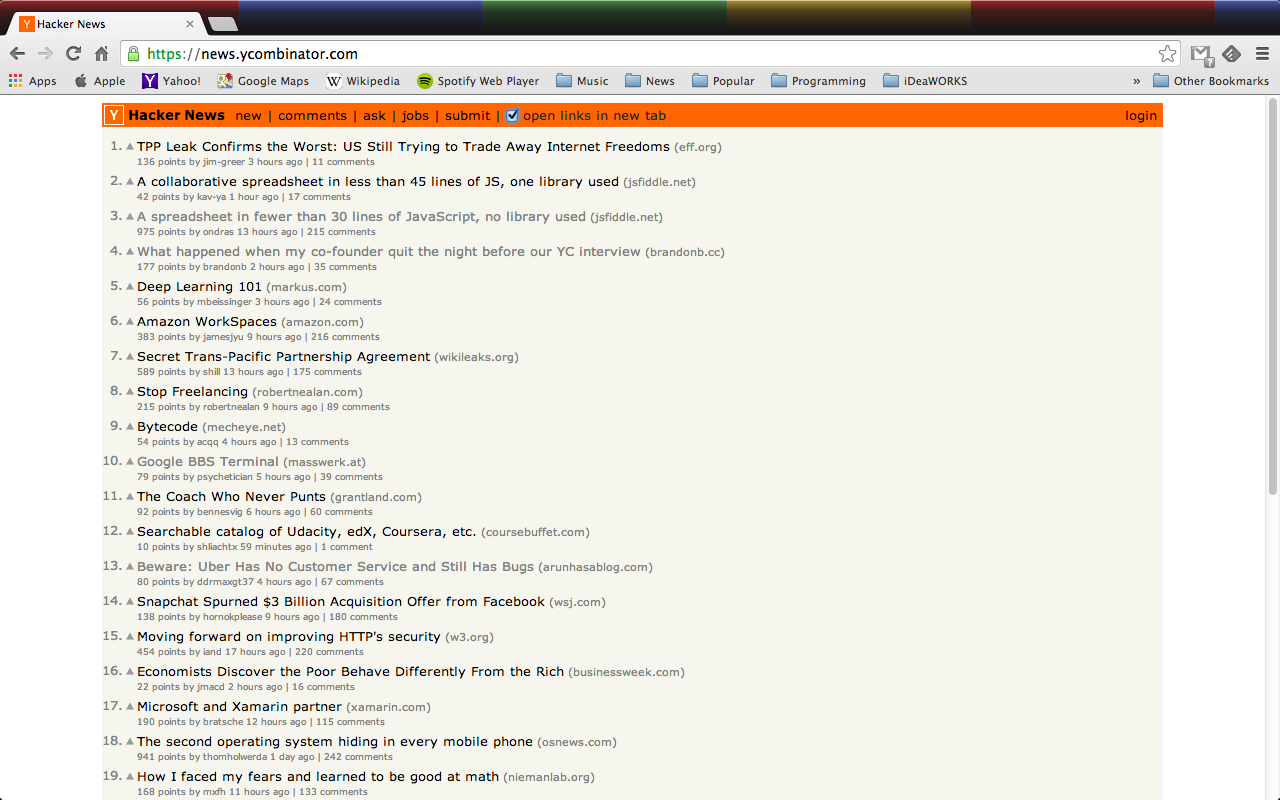 Hacker News
https://news.ycombinator.com
Apps Apple Yahoo! Google Maps Wikipedia Spotify Web Player Music News Popular Programming iDeaWORKS » Other Bookmarks
Y Hacker News new | comments | ask | jobs | submit | open links in new tab login
1. TPP Leak Confirms the Worst: US Still Trying to Trade Away Internet Freedoms (eff.org)
136 points by jim-greer 3 hours ago | 11 comments
2. A collaborative spreadsheet in less than 45 lines of JS, one library used (jsfiddle.net)
42 points by kav-ya 1 hour ago | 17 comments
3. A spreadsheet in fewer than 30 lines of JavaScript, no library used (jsfiddle.net)
975 points by ondras 13 hours ago | 215 comments
4. What happened when my co-founder quit the night before our YC interview (brandonb.cc)
177 points by brandonb 2 hours ago | 35 comments
5. Deep Learning 101 (markus.com)
56 points by mbeissinger 3 hours ago | 24 comments
6. Amazon WorkSpaces (amazon.com)
383 points by jamesjyu 9 hours ago | 216 comments
7. Secret Trans-Pacific Partnership Agreement (wikileaks.org)
589 points by shill 13 hours ago | 175 comments
8. Stop Freelancing (robertnealan.com)
215 points by robertnealan 9 hours ago | 89 comments
9. Bytecode (mecheye.net)
54 points by acqq 4 hours ago | 13 comments
10. Google BBS Terminal (masswerk.at)
79 points by psychetician 5 hours ago | 39 comments
11. The Coach Who Never Punts (grantland.com)
92 points by bennesvig 6 hours ago | 60 comments
12. Searchable catalog of Udacity, edX, Coursera, etc. (coursebuffet.com)
10 points by shliachtx 59 minutes ago | 1 comment
13. Beware: Uber Has No Customer Service and Still Has Bugs (arunhasablog.com)
80 points by ddrmaxgt37 4 hours ago | 67 comments
14. Snapchat Spurned $3 Billion Acquisition Offer from Facebook (wsj.com)
138 points by hornokplease 9 hours ago | 180 comments
15. Moving forward on improving HTTP's security (w3.org)
454 points by iand 17 hours ago | 220 comments
16. Economists Discover the Poor Behave Differently From the Rich (businessweek.com)
22 points by jmacd 2 hours ago | 16 comments
17. Microsoft and Xamarin partner (xamarin.com)
190 points by bratsche 12 hours ago | 115 comments
18. The second operating system hiding in every mobile phone (osnews.com)
941 points by thomholwerda 1 day ago | 242 comments
19. How I faced my fears and learned to be good at math (niemanlab.org)
168 points by mxfh 11 hours ago | 133 comments